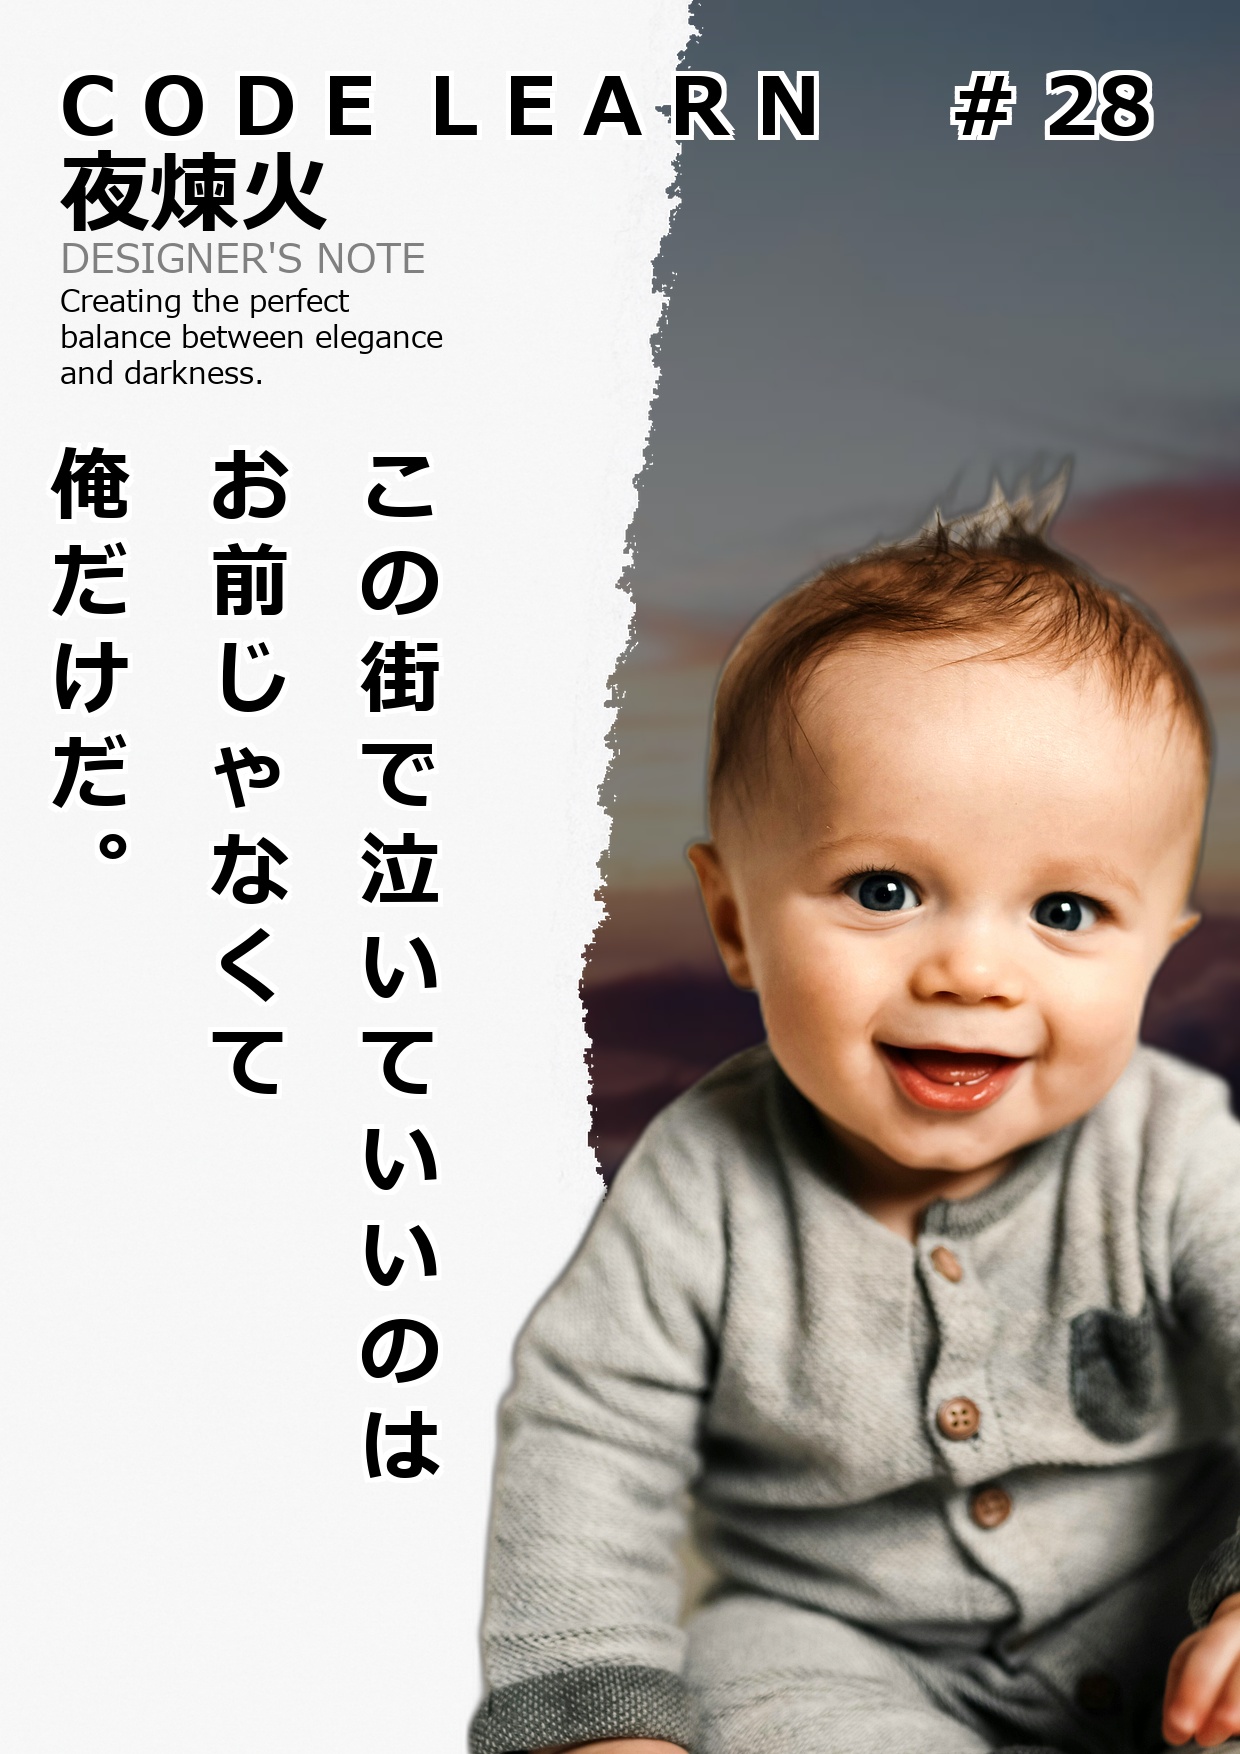 CODE LEARN #28
夜煉火
DESIGNER'S NOTE
Creating the perfect
balance between elegance
and darkness.
この街で泣いていいのは
お前じゃなくて
俺だけだ。